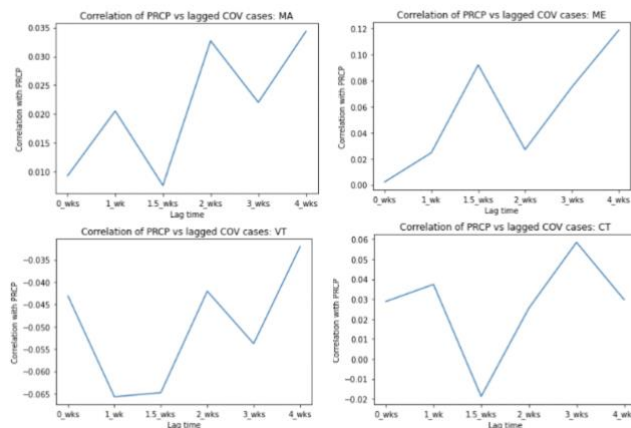 Correlation of PRCP vs lagged COV cases: MA
Correlation with PRCP
0.035
0.030
0.025
0.020
0.015
0.010
0_wks 1_wk 1.5_wks 2_wks 3_wks 4_wks
Lag time
Correlation of PRCP vs lagged COV cases: ME
Correlation with PRCP
0.12
0.10
0.08
0.06
0.04
0.02
0.00
0_wks 1_wk 1.5_wks 2_wks 3_wks 4_wks
Lag time
Correlation of PRCP vs lagged COV cases: VT
Correlation with PRCP
−0.035
−0.040
−0.045
−0.050
−0.055
−0.060
−0.065
0_wks 1_wk 1.5_wks 2_wks 3_wks 4_wks
Lag time
Correlation of PRCP vs lagged COV cases: CT
Correlation with PRCP
0.06
0.05
0.04
0.03
0.02
0.01
0.00
−0.01
−0.02
0_wks 1_wk 1.5_wks 2_wks 3_wks 4_wks
Lag time